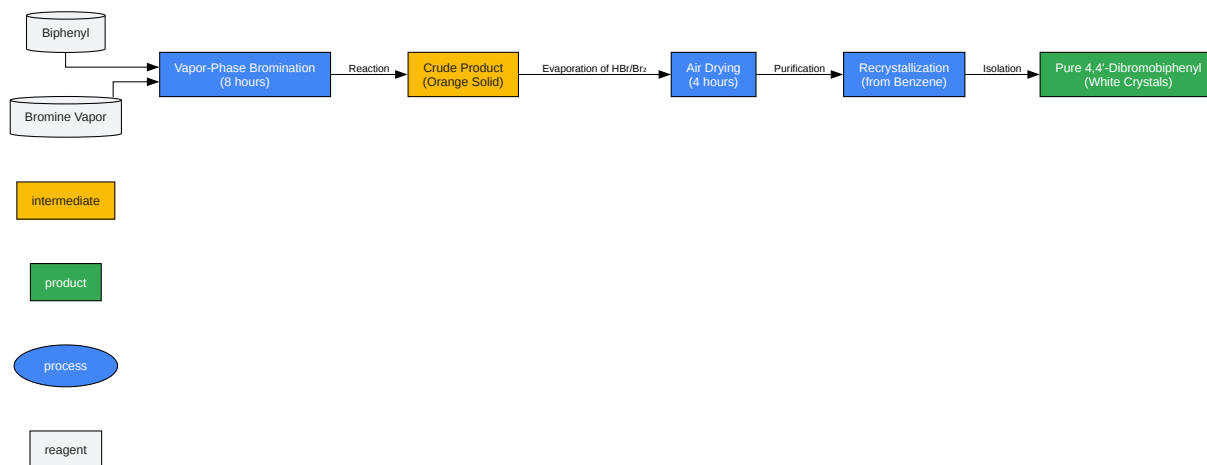 Biphenyl
Bromine Vapor
Vapor-Phase Bromination
(8 hours)
Reaction
Crude Product
(Orange Solid)
Evaporation of HBr/Br₂
Air Drying
(4 hours)
Purification
Recrystallization
(from Benzene)
Isolation
Pure 4,4'-Dibromobiphenyl
(White Crystals)
intermediate
product
process
reagent